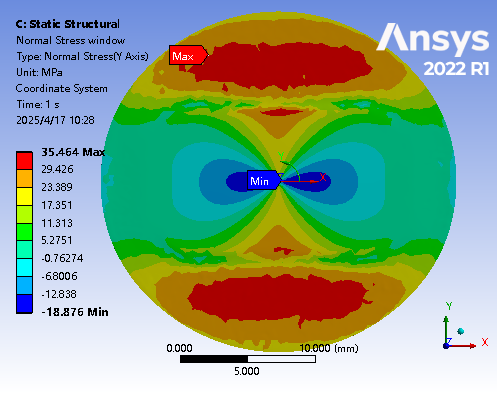 C: Static Structural
Normal Stress window
Type: Normal Stress(Y Axis)
Unit: MPa
Coordinate System
Time: 1 s
2025/4/17 10:28
Ansys
2022 R1
Max
35.464 Max
29.426
23.389
17.351
11.313
5.2751
-0.76274
-6.8006
-12.838
-18.876 Min
Min
X
0.000
10.000 (mm)
5.000
Y
Z
X